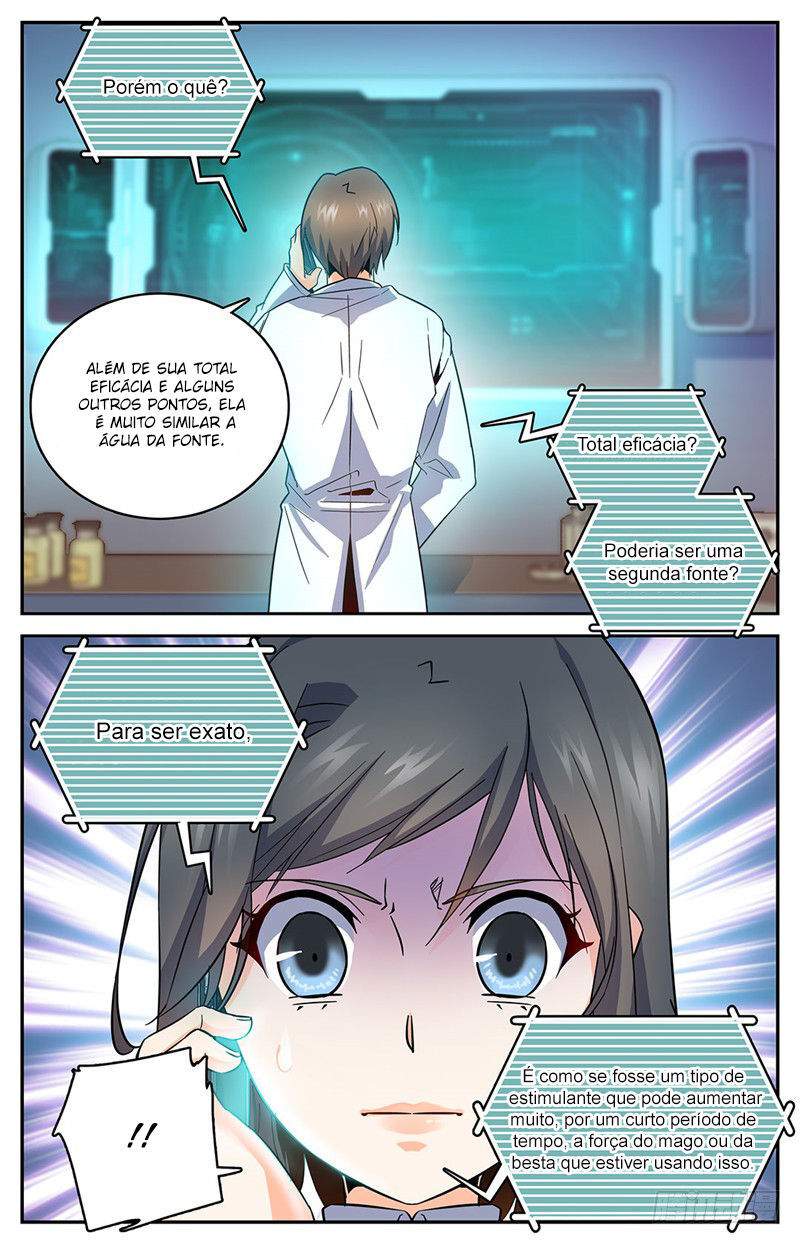 Porém o quê?
ALÉM DE SUA TOTAL
EFICÁCIA E ALGUNS
OUTROS PONTOS, ELA
É MUITO SIMILAR A
ÁGUA DA FONTE.
Total eficácia?
Poderia ser uma
segunda fonte?
Para ser exato,
!!
É como se fosse um tipo de
estimulante que pode aumentar
muito, por um curto período de
tempo, a força do mago ou da
besta que estiver usando isso.